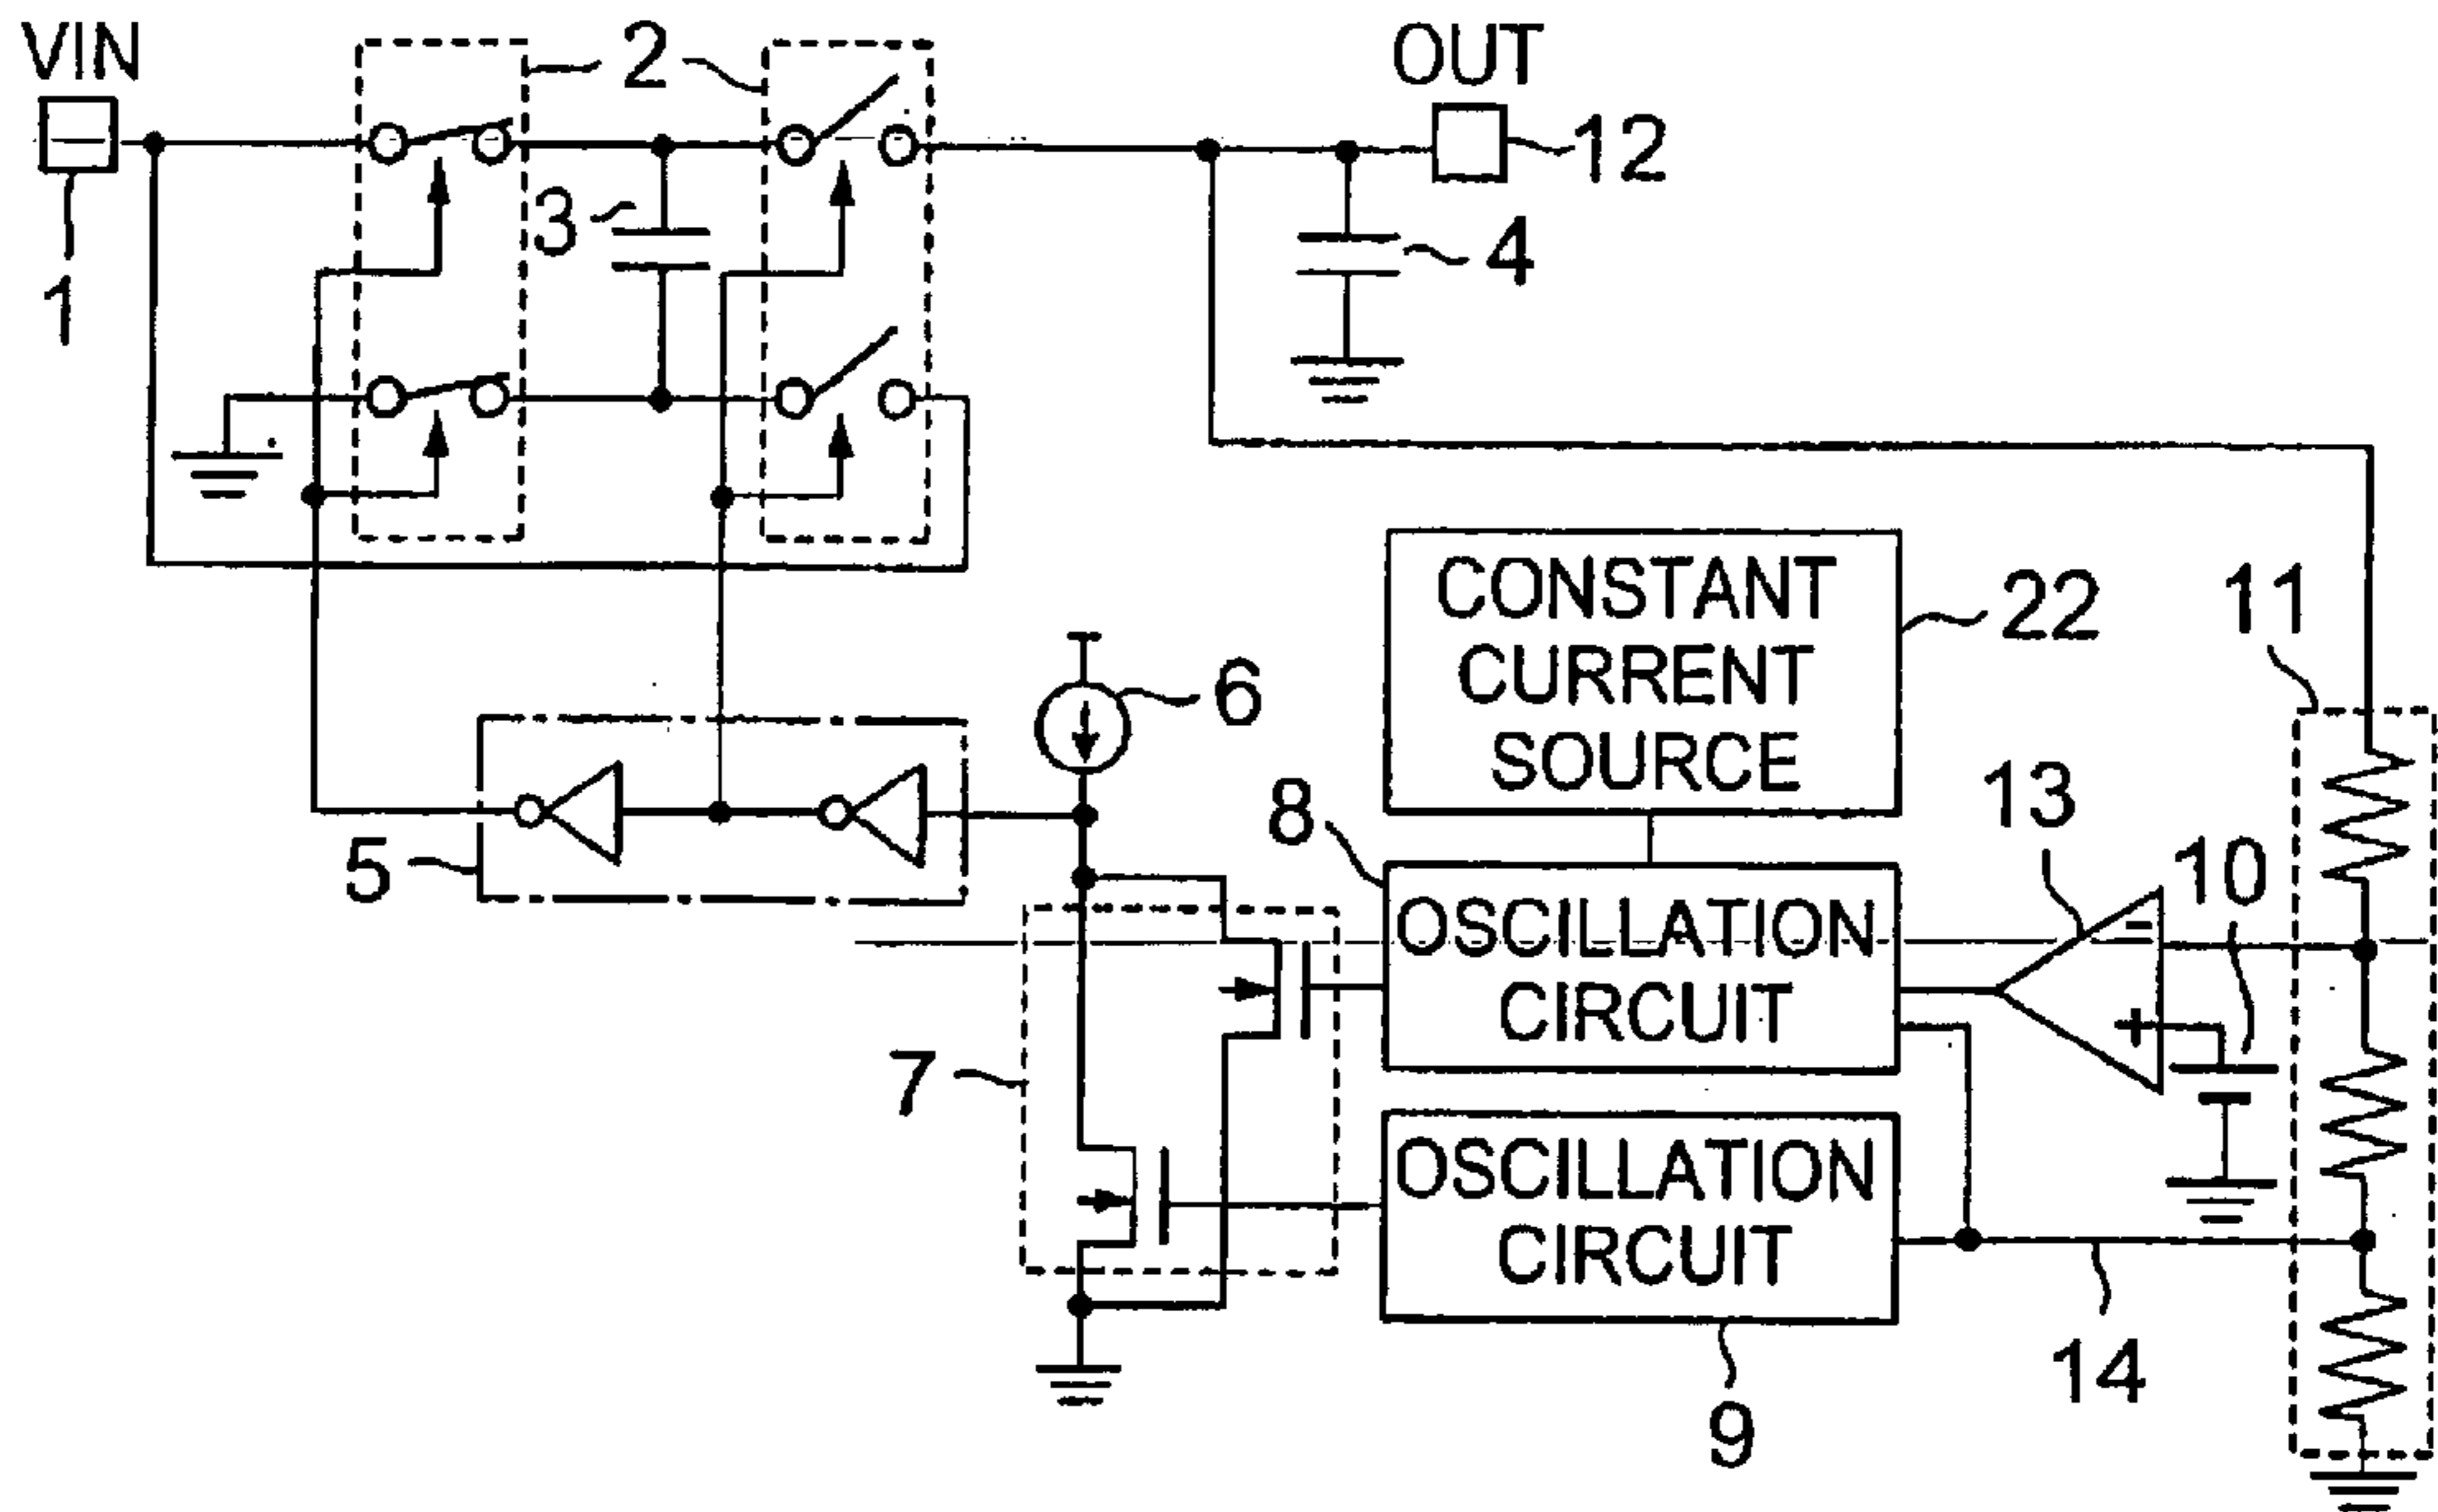 VIN
2
OUT
12
1
3
4
CONSTANT
CURRENT
SOURCE
22
11
6
13
5
8
10
OSCILLATION
CIRCUIT
-
+
7
OSCILLATION
CIRCUIT
14
9